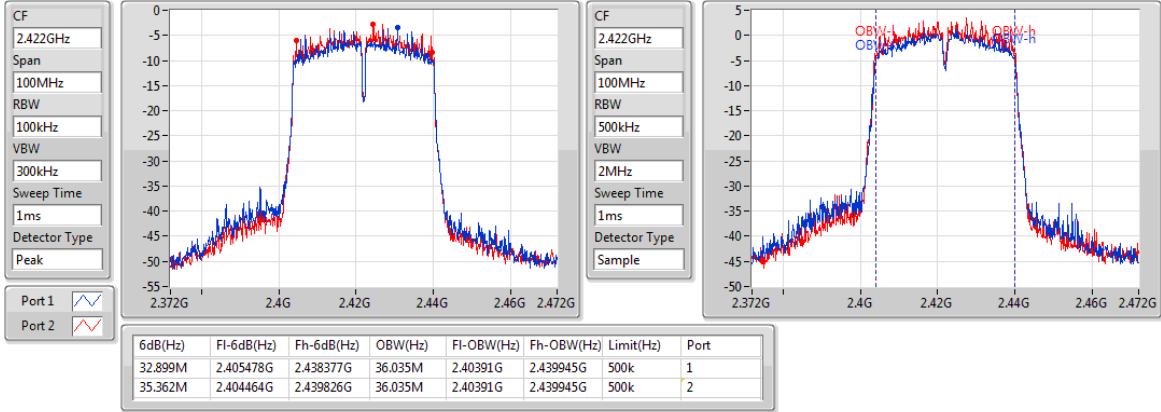 CF
2.422GHz
Span
100MHz
RBW
100kHz
VBW
300kHz
Sweep Time
1ms
Detector Type
Peak
Port 1
Port 2
0
-5
-10
-15
-20
-25
-30
-35
-40
-45
-50
-55
2.372G 2.4G 2.42G 2.44G 2.46G 2.472G
CF
2.422GHz
Span
100MHz
RBW
500kHz
VBW
2MHz
Sweep Time
1ms
Detector Type
Sample
5
0
-5
-10
-15
-20
-25
-30
-35
-40
-45
-50
OBW-l OBW-h
OBW-l OBW-h
2.372G 2.4G 2.42G 2.44G 2.46G 2.472G
6dB(Hz) Fl-6dB(Hz) Fh-6dB(Hz) OBW(Hz) Fl-OBW(Hz) Fh-OBW(Hz) Limit(Hz) Port
32.899M 2.405478G 2.438377G 36.035M 2.40391G 2.439945G 500k 1
35.362M 2.404464G 2.439826G 36.035M 2.40391G 2.439945G 500k 2